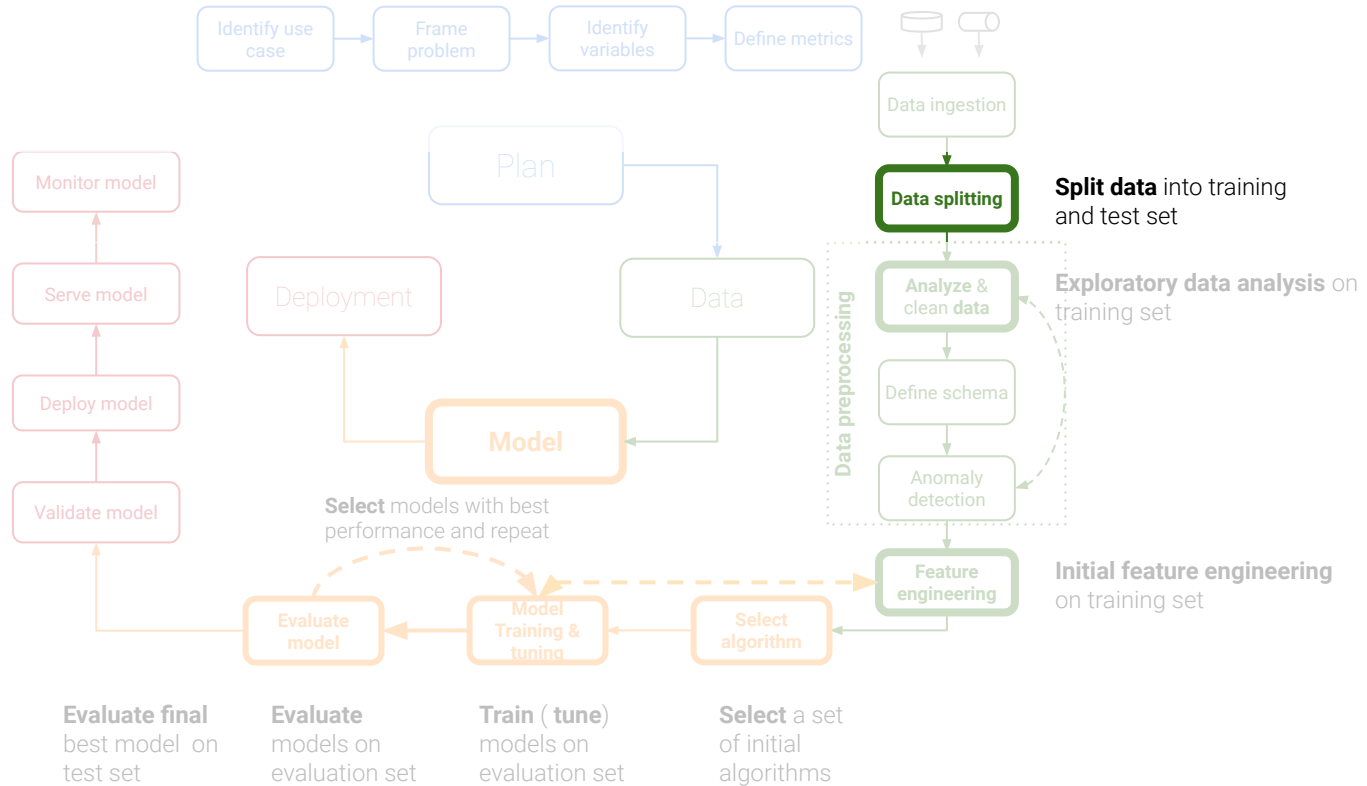 Identify use
case
Frame
problem
Identify
variables
Define metrics
Data ingestion
Data splitting
Split data into training
and test set
Data preprocessing
Analyze &
clean data
Exploratory data analysis on
training set
Define schema
Anomaly
detection
Feature
engineering
Initial feature engineering
on training set
Plan
Data
Model
Deployment
Monitor model
Serve model
Deploy model
Validate model
Select models with best
performance and repeat
Evaluate
model
Model
Training &
tuning
Select
algorithm
Evaluate final
best model on
test set
Evaluate
models on
evaluation set
Train ( tune)
models on
evaluation set
Select a set
of initial
algorithms